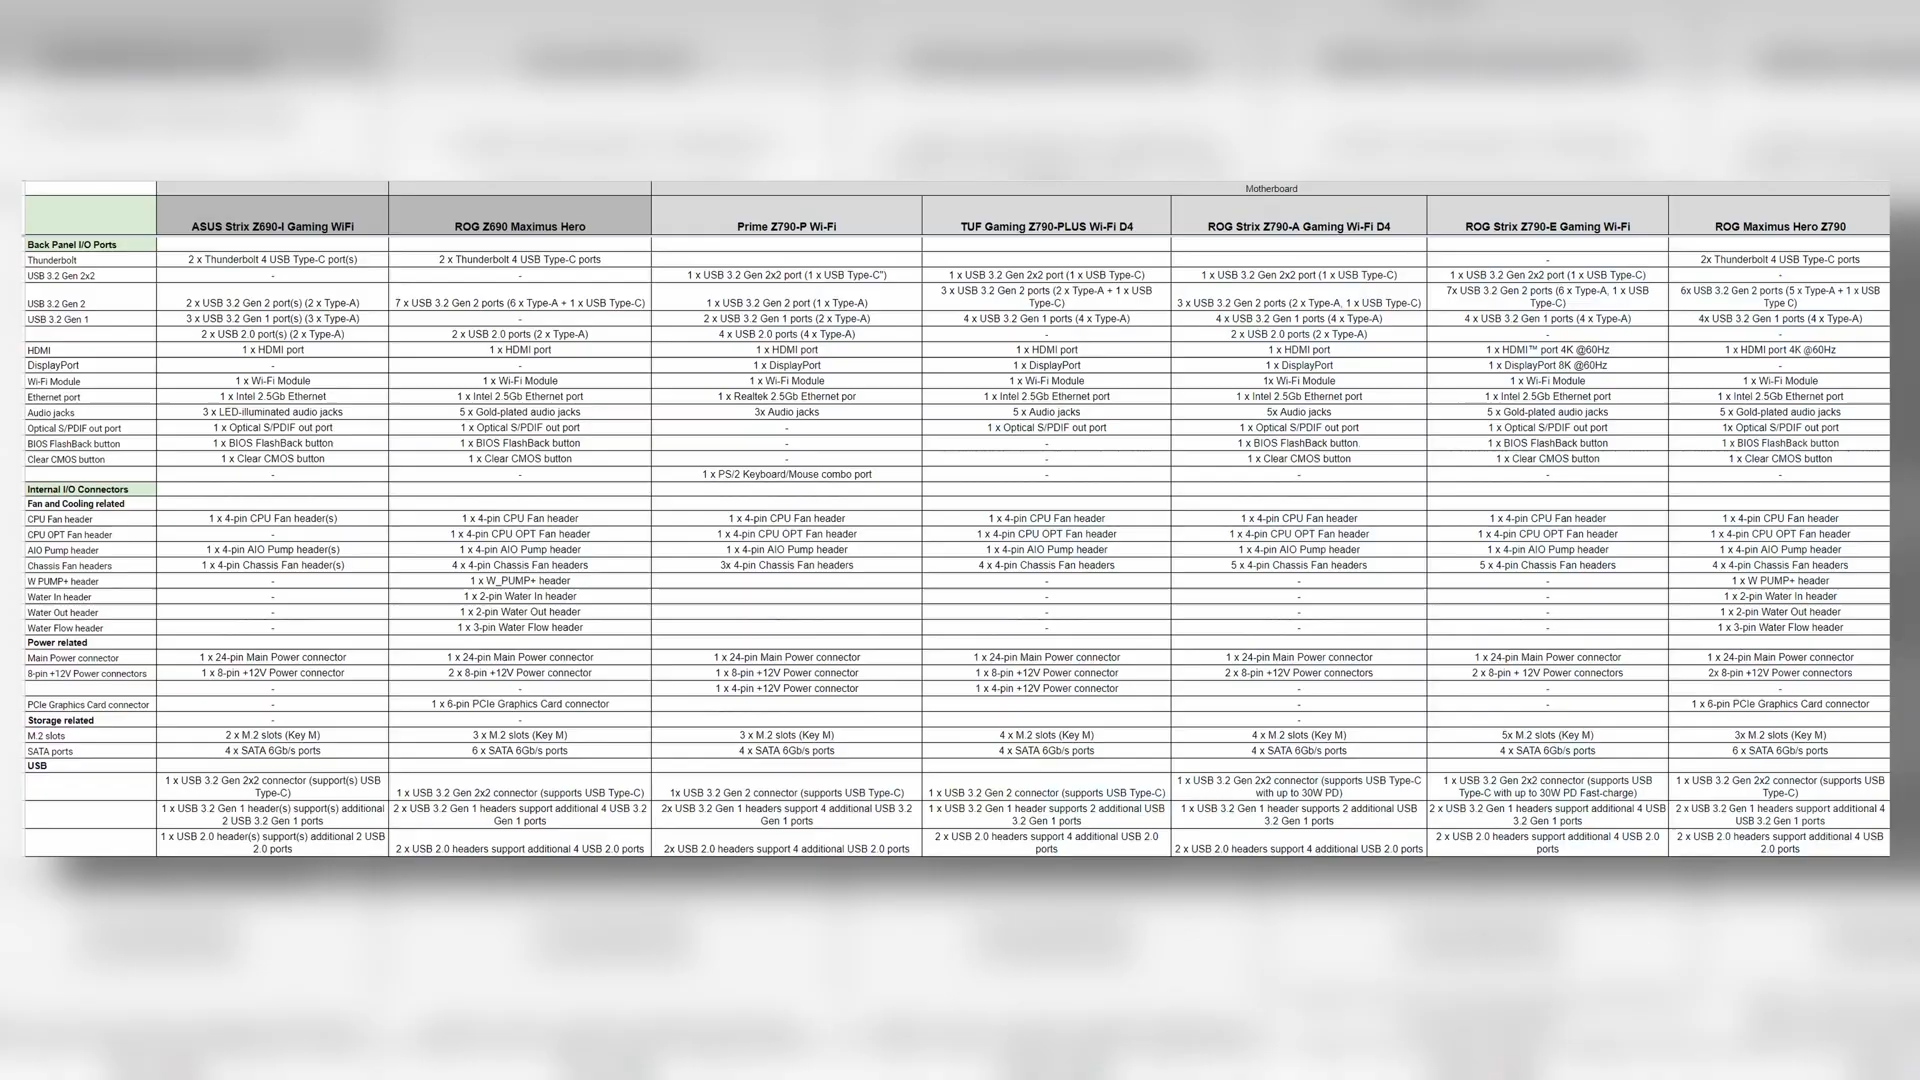 Motherboard
ASUS Strix Z690-I Gaming WiFi ROG Z690 Maximus Hero Prime Z790-P Wi-Fi TUF Gaming Z790-PLUS Wi-Fi D4 ROG Strix Z790-A Gaming Wi-Fi D4 ROG Strix Z790-E Gaming Wi-Fi ROG Maximus Hero Z790
Back Panel I/O Ports
Thunderbolt 2 x Thunderbolt 4 USB Type-C port(s) 2 x Thunderbolt 4 USB Type-C ports - 2x Thunderbolt 4 USB Type-C ports
USB 3.2 Gen 2x2 - - 1 x USB 3.2 Gen 2x2 port (1 x USB Type-C") 1 x USB 3.2 Gen 2x2 port (1 x USB Type-C) 1 x USB 3.2 Gen 2x2 port (1 x USB Type-C) 1 x USB 3.2 Gen 2x2 port (1 x USB Type-C) -
USB 3.2 Gen 2 2 x USB 3.2 Gen 2 port(s) (2 x Type-A) 7 x USB 3.2 Gen 2 ports (6 x Type-A + 1 x USB Type-C) 1 x USB 3.2 Gen 2 port (1 x Type-A) 3 x USB 3.2 Gen 2 ports (2 x Type-A + 1 x USB Type-C) 3 x USB 3.2 Gen 2 ports (2 x Type-A, 1 x USB Type-C) 7x USB 3.2 Gen 2 ports (6 x Type-A, 1 x USB Type-C) 6x USB 3.2 Gen 2 ports (5 x Type-A + 1 x USB Type C)
USB 3.2 Gen 1 3 x USB 3.2 Gen 1 port(s) (3 x Type-A) - 2 x USB 3.2 Gen 1 ports (2 x Type-A) 4 x USB 3.2 Gen 1 ports (4 x Type-A) 4 x USB 3.2 Gen 1 ports (4 x Type-A) 4 x USB 3.2 Gen 1 ports (4 x Type-A) 4x USB 3.2 Gen 1 ports (4 x Type-A)
2 x USB 2.0 port(s) (2 x Type-A) 2 x USB 2.0 ports (2 x Type-A) 4 x USB 2.0 ports (4 x Type-A) - 2 x USB 2.0 ports (2 x Type-A) - -
HDMI 1 x HDMI port 1 x HDMI port 1 x HDMI port 1 x HDMI port 1 x HDMI port 1 x HDMI™ port 4K @60Hz 1 x HDMI port 4K @60Hz
DisplayPort - - 1 x DisplayPort 1 x DisplayPort 1 x DisplayPort 1 x DisplayPort 8K @60Hz -
Wi-Fi Module 1 x Wi-Fi Module 1 x Wi-Fi Module 1 x Wi-Fi Module 1 x Wi-Fi Module 1x Wi-Fi Module 1 x Wi-Fi Module 1 x Wi-Fi Module
Ethernet port 1 x Intel 2.5Gb Ethernet 1 x Intel 2.5Gb Ethernet port 1 x Realtek 2.5Gb Ethernet por 1 x Intel 2.5Gb Ethernet port 1 x Intel 2.5Gb Ethernet port 1 x Intel 2.5Gb Ethernet port 1 x Intel 2.5Gb Ethernet port
Audio jacks 3 x LED-illuminated audio jacks 5 x Gold-plated audio jacks 3x Audio jacks 5 x Audio jacks 5x Audio jacks 5 x Gold-plated audio jacks 5 x Gold-plated audio jacks
Optical S/PDIF out port 1 x Optical S/PDIF out port 1 x Optical S/PDIF out port - 1 x Optical S/PDIF out port 1 x Optical S/PDIF out port 1 x Optical S/PDIF out port 1x Optical S/PDIF out port
BIOS FlashBack button 1 x BIOS FlashBack button 1 x BIOS FlashBack button - - 1 x BIOS FlashBack button. 1 x BIOS FlashBack button 1 x BIOS FlashBack button
Clear CMOS button 1 x Clear CMOS button 1 x Clear CMOS button - - 1 x Clear CMOS button 1 x Clear CMOS button 1 x Clear CMOS button
- - 1 x PS/2 Keyboard/Mouse combo port - - - -
Internal I/O Connectors
Fan and Cooling related
CPU Fan header 1 x 4-pin CPU Fan header(s) 1 x 4-pin CPU Fan header 1 x 4-pin CPU Fan header 1 x 4-pin CPU Fan header 1 x 4-pin CPU Fan header 1 x 4-pin CPU Fan header 1 x 4-pin CPU Fan header
CPU OPT Fan header - 1 x 4-pin CPU OPT Fan header 1 x 4-pin CPU OPT Fan header 1 x 4-pin CPU OPT Fan header 1 x 4-pin CPU OPT Fan header 1 x 4-pin CPU OPT Fan header 1 x 4-pin CPU OPT Fan header
AIO Pump header 1 x 4-pin AIO Pump header(s) 1 x 4-pin AIO Pump header 1 x 4-pin AIO Pump header 1 x 4-pin AIO Pump header 1 x 4-pin AIO Pump header 1 x 4-pin AIO Pump header 1 x 4-pin AIO Pump header
Chassis Fan headers 1 x 4-pin Chassis Fan header(s) 4 x 4-pin Chassis Fan headers 3x 4-pin Chassis Fan headers 4 x 4-pin Chassis Fan headers 5 x 4-pin Chassis Fan headers 5 x 4-pin Chassis Fan headers 4 x 4-pin Chassis Fan headers
W PUMP+ header - 1 x W_PUMP+ header - - - 1 x W PUMP+ header
Water In header - 1 x 2-pin Water In header - - - 1 x 2-pin Water In header
Water Out header - 1 x 2-pin Water Out header - - - 1 x 2-pin Water Out header
Water Flow header - 1 x 3-pin Water Flow header - - - 1 x 3-pin Water Flow header
Power related
Main Power connector 1 x 24-pin Main Power connector 1 x 24-pin Main Power connector 1 x 24-pin Main Power connector 1 x 24-pin Main Power connector 1 x 24-pin Main Power connector 1 x 24-pin Main Power connector 1 x 24-pin Main Power connector
8-pin +12V Power connectors 1 x 8-pin +12V Power connector 2 x 8-pin +12V Power connector 1 x 8-pin +12V Power connector 1 x 8-pin +12V Power connector 2 x 8-pin +12V Power connectors 2 x 8-pin + 12V Power connectors 2x 8-pin +12V Power connectors
- - 1 x 4-pin +12V Power connector 1 x 4-pin +12V Power connector - - -
PCIe Graphics Card connector - 1 x 6-pin PCIe Graphics Card connector - - 1 x 6-pin PCIe Graphics Card connector
Storage related - - -
M.2 slots 2 x M.2 slots (Key M) 3 x M.2 slots (Key M) 3 x M.2 slots (Key M) 4 x M.2 slots (Key M) 4 x M.2 slots (Key M) 5x M.2 slots (Key M) 3x M.2 slots (Key M)
SATA ports 4 x SATA 6Gb/s ports 6 x SATA 6Gb/s ports 4 x SATA 6Gb/s ports 4 x SATA 6Gb/s ports 4 x SATA 6Gb/s ports 4 x SATA 6Gb/s ports 6 x SATA 6Gb/s ports
USB
1 x USB 3.2 Gen 2x2 connector (support(s) USB Type-C) 1 x USB 3.2 Gen 2x2 connector (supports USB Type-C) 1x USB 3.2 Gen 2 connector (supports USB Type-C) 1 x USB 3.2 Gen 2 connector (supports USB Type-C) 1 x USB 3.2 Gen 2x2 connector (supports USB Type-C with up to 30W PD) 1 x USB 3.2 Gen 2x2 connector (supports USB Type-C with up to 30W PD Fast-charge) 1 x USB 3.2 Gen 2x2 connector (supports USB Type-C)
1 x USB 3.2 Gen 1 header(s) support(s) additional 2 USB 3.2 Gen 1 ports 2 x USB 3.2 Gen 1 headers support additional 4 USB 3.2 Gen 1 ports 2x USB 3.2 Gen 1 headers support 4 additional USB 3.2 Gen 1 ports 1 x USB 3.2 Gen 1 header supports 2 additional USB 3.2 Gen 1 ports 1 x USB 3.2 Gen 1 header supports 2 additional USB 3.2 Gen 1 ports 2 x USB 3.2 Gen 1 headers support additional 4 USB 3.2 Gen 1 ports 2 x USB 3.2 Gen 1 headers support additional 4 USB 3.2 Gen 1 ports
1 x USB 2.0 header(s) support(s) additional 2 USB 2.0 ports 2 x USB 2.0 headers support additional 4 USB 2.0 ports 2x USB 2.0 headers support 4 additional USB 2.0 ports 2 x USB 2.0 headers support 4 additional USB 2.0 ports 2 x USB 2.0 headers support 4 additional USB 2.0 ports 2 x USB 2.0 headers support additional 4 USB 2.0 ports 2 x USB 2.0 headers support additional 4 USB 2.0 ports